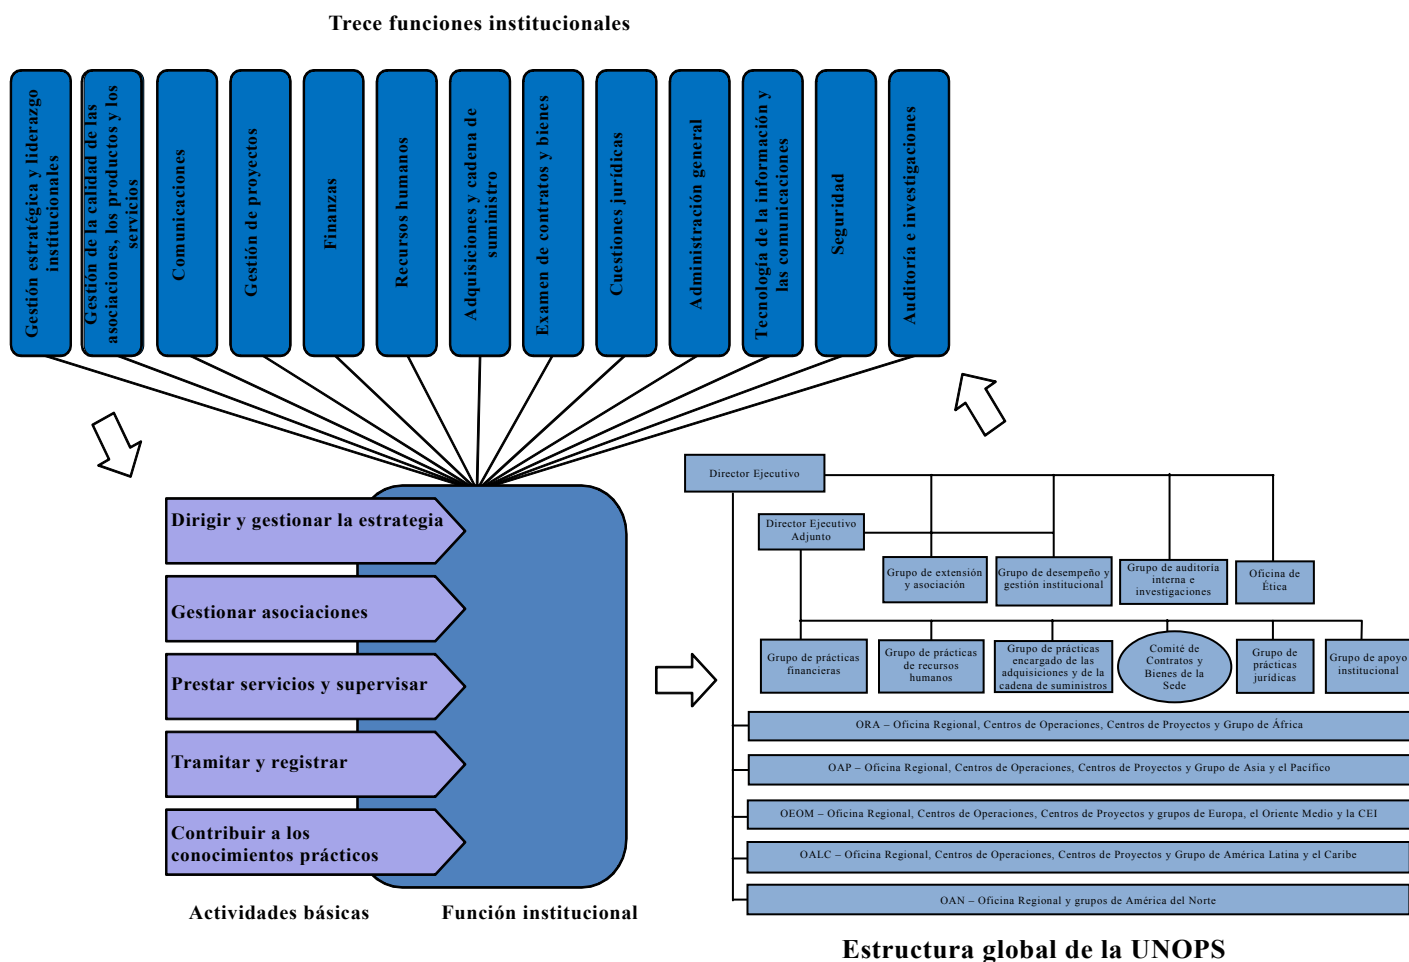 Trece funciones institucionales
Gestión estratégica y liderazgo
institucionales
Gestión de la calidad de las
asociaciones, los productos y los
servicios
Comunicaciones
Gestión de proyectos
Finanzas
Recursos humanos
Adquisiciones y cadena de
suministro
Examen de contratos y bienes
Cuestiones jurídicas
Administración general
Tecnología de la información y
las comunicaciones
Seguridad
Auditoría e investigaciones
Dirigir y gestionar la estrategia
Gestionar asociaciones
Prestar servicios y supervisar
Tramitar y registrar
Contribuir a los
conocimientos prácticos
Actividades básicas
Función institucional
Director Ejecutivo
Director Ejecutivo
Adjunto
Grupo de extensión
y asociación
Grupo de desempeño y
gestión institucional
Grupo de auditoría
interna e
investigaciones
Oficina de
Ética
Grupo de prácticas
financieras
Grupo de prácticas
de recursos
humanos
Grupo de prácticas
encargado de las
adquisiciones y de la
cadena de suministros
Comité de
Contratos y
Bienes de la
Sede
Grupo de
prácticas
jurídicas
Grupo de apoyo
institucional
ORA – Oficina Regional, Centros de Operaciones, Centros de Proyectos y Grupo de África
OAP – Oficina Regional, Centros de Operaciones, Centros de Proyectos y Grupo de Asia y el Pacífico
OEOM – Oficina Regional, Centros de Operaciones, Centros de Proyectos y grupos de Europa, el Oriente Medio y la CEI
OALC – Oficina Regional, Centros de Operaciones, Centros de Proyectos y Grupo de América Latina y el Caribe
OAN – Oficina Regional y grupos de América del Norte
Estructura global de la UNOPS